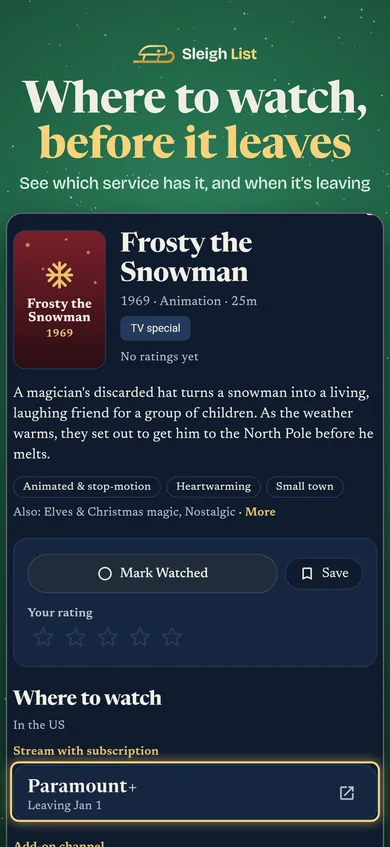 Sleigh List
Where to watch,
before it leaves
See which service has it, and when it's leaving
Frosty the
Snowman
1969
Frosty the
Snowman
1969 · Animation · 25m
TV special
No ratings yet
A magician's discarded hat turns a snowman into a living,
laughing friend for a group of children. As the weather
warms, they set out to get him to the North Pole before he
melts.
Animated & stop-motion
Heartwarming
Small town
Also: Elves & Christmas magic, Nostalgic · More
Mark Watched
Save
Your rating
Where to watch
In the US
Stream with subscription
Paramount+
Leaving Jan 1
Add-on channel